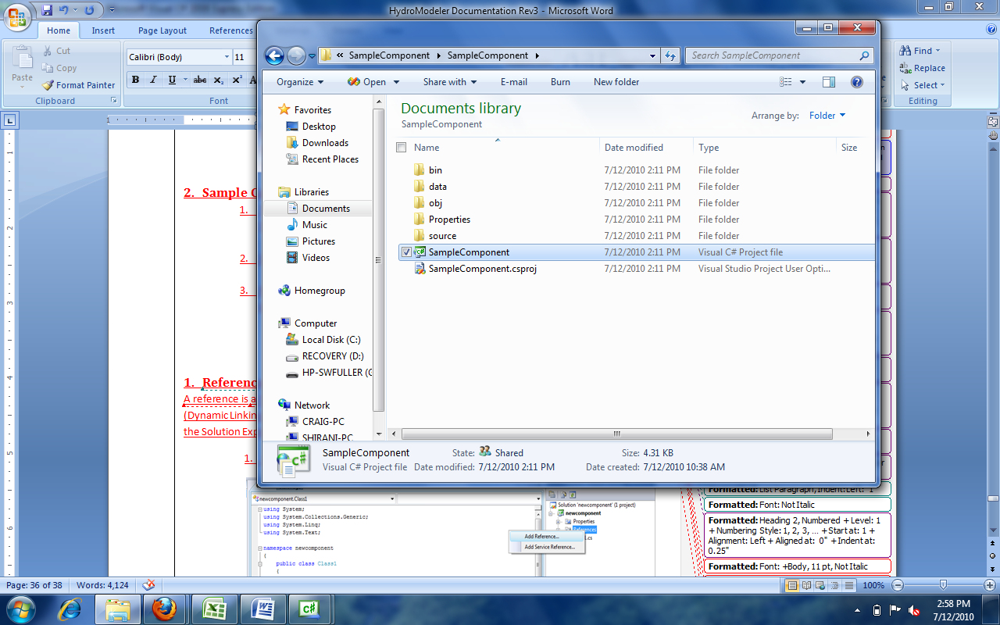 HydroModeler Documentation Rev3 - Microsoft Word
Home Insert Page Layout References
Cut
Copy
Format Painter
Paste
Clipboard
Calibri (Body) 11
B I U abc X₂ X² A
Font
Find
Replace
Select
Editing
« SampleComponent SampleComponent
Search SampleComponent
Organize Open Share with E-mail Burn New folder
Favorites
Desktop
Downloads
Recent Places
Libraries
Documents
Music
Pictures
Videos
Homegroup
Computer
Local Disk (C:)
RECOVERY (D:)
HP-SWFULLER (
Network
CRAIG-PC
SHIRANI-PC
Documents library
SampleComponent
Arrange by: Folder
Name Date modified Type Size
bin 7/12/2010 2:11 PM File folder
data 7/12/2010 2:11 PM File folder
obj 7/12/2010 2:11 PM File folder
Properties 7/12/2010 2:11 PM File folder
source 7/12/2010 2:11 PM File folder
SampleComponent 7/12/2010 2:11 PM Visual C# Project file
SampleComponent.csproj 7/12/2010 2:11 PM Visual Studio Project User Opti...
SampleComponent State: Shared Size: 4.31 KB
Visual C# Project file Date modified: 7/12/2010 2:11 PM Date created: 7/12/2010 10:38 AM
2. Sample
1.
2.
3.
1. Referenc
A reference is a
(Dynamic Linkin
the Solution Exp
1.
newcomponent.Class1
using System;
using System.Collections.Generic;
using System.Linq;
using System.Text;
namespace newcomponent
{
public class Class1
{
Solution 'newcomponent' (1 project)
newcomponent
Properties
References
Add Reference...
Add Service Reference...
Formatted: List Paragraph, Indent: Left: 1"
Formatted: Font: Not Italic
Formatted: Heading 2, Numbered + Level: 1
+ Numbering Style: 1, 2, 3, ... + Start at: 1 +
Alignment: Left + Aligned at: 0" + Indent at:
0.25"
Formatted: Font: +Body, 11 pt, Not Italic
Page: 36 of 38 Words: 4,124 100%
2:58 PM
7/12/2010